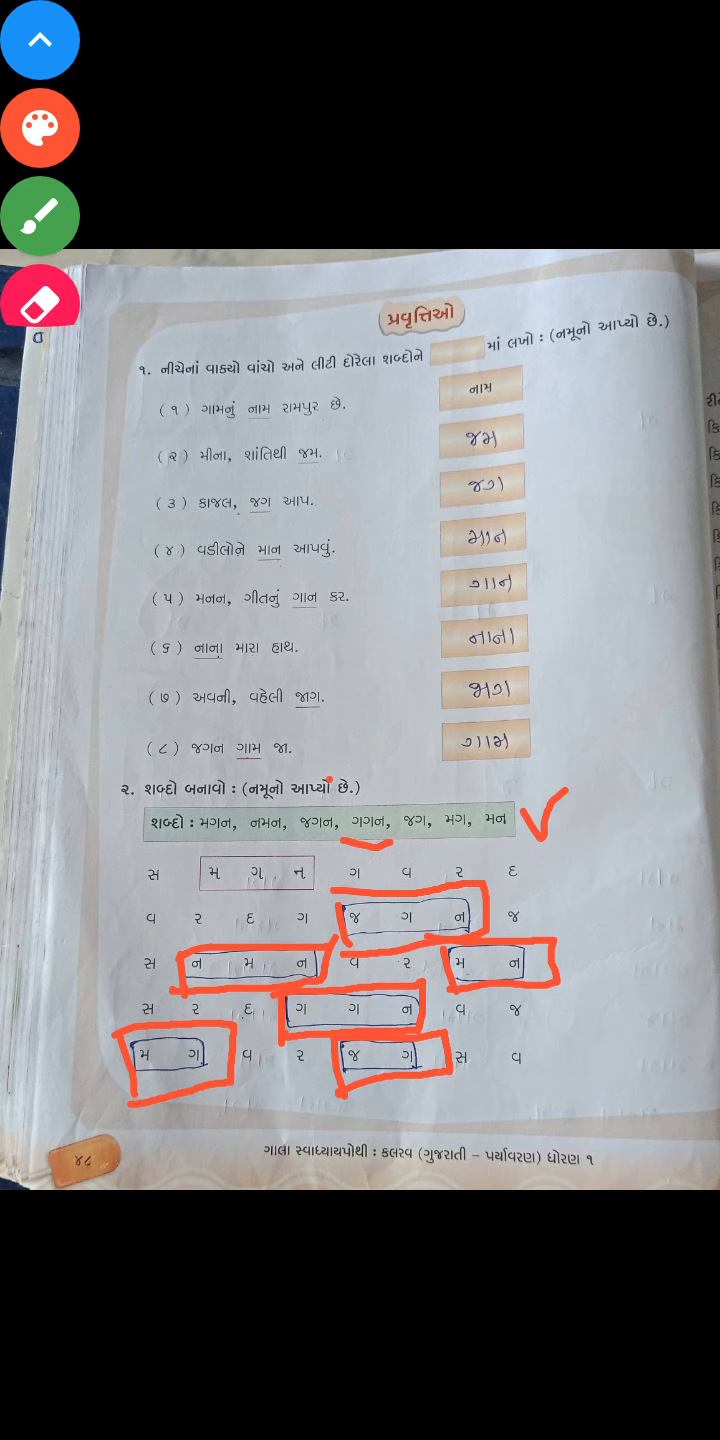 પ્રવૃત્તિઓ
૧. નીચેનાં વાક્યો વાંચો અને લીટી દોરેલા શબ્દોને માં લખો : (નમૂનો આપ્યો છે.)
(૧) ગામનું નામ રામપુર છે. નામ
(૨) મીના, શાંતિથી જમ. જમ
(૩) કાજલ, જગ આપ. જગ
(૪) વડીલોને માન આપવું. માન
(૫) મનન, ગીતનું ગાન કર. ગાન
(૬) નાના મારા હાથ. નાના
(૭) અવની, વહેલી જાગ. જાગ
(૮) જગન ગામ જા. ગામ
૨. શબ્દો બનાવો : (નમૂનો આપ્યો છે.)
શબ્દો : મગન, નમન, જગન, ગગન, જગ, મગ, મન
સ મ ગ ન ગ વ ર દ
વ ર દ ગ જ ગ ન જ
સ ન મ ન વ ર મ ન
સ ર દ ગ ગ ન વ જ
મ ગ વ ર જ ગ સ વ
૪૮ ગાલા સ્વાધ્યાયપોથી : કલરવ (ગુજરાતી – પર્યાવરણ) ધોરણ ૧